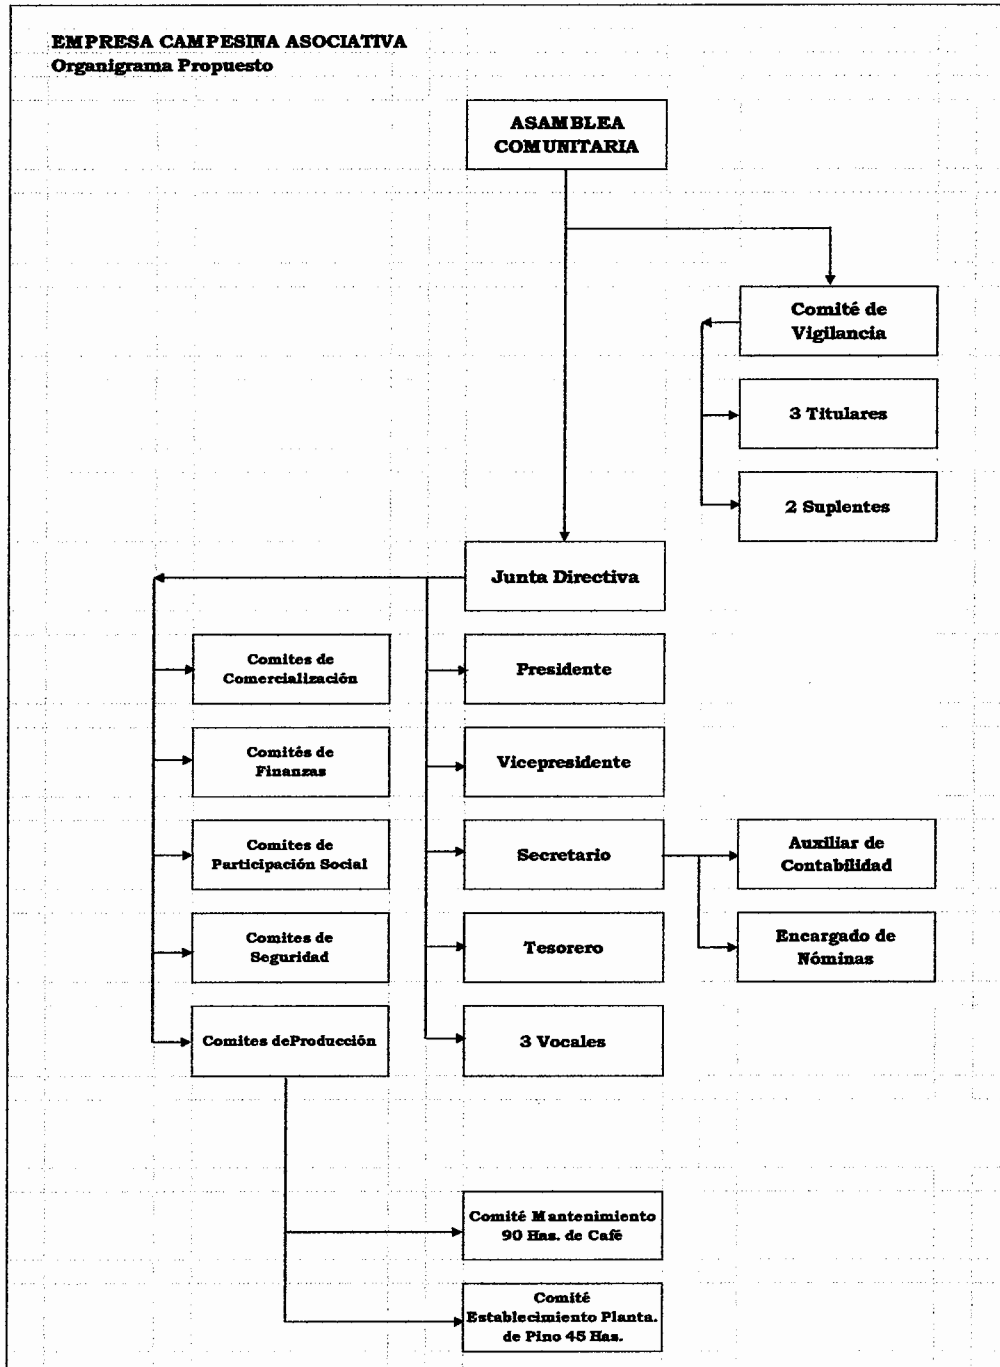 EMPRESA CAMPESINA ASOCIATIVA
Organigrama Propuesto
ASAMBLEA
COMUNITARIA
Comité de
Vigilancia
3 Titulares
2 Suplentes
Junta Directiva
Comites de
Comercialización
Presidente
Comités de
Finanzas
Vicepresidente
Comites de
Participación Social
Secretario
Auxiliar de
Contabilidad
Comites de
Seguridad
Tesorero
Encargado de
Nóminas
Comites deProducción
3 Vocales
Comité Mantenimiento
90 Has. de Café
Comité
Establecimiento Planta.
de Pino 45 Has.